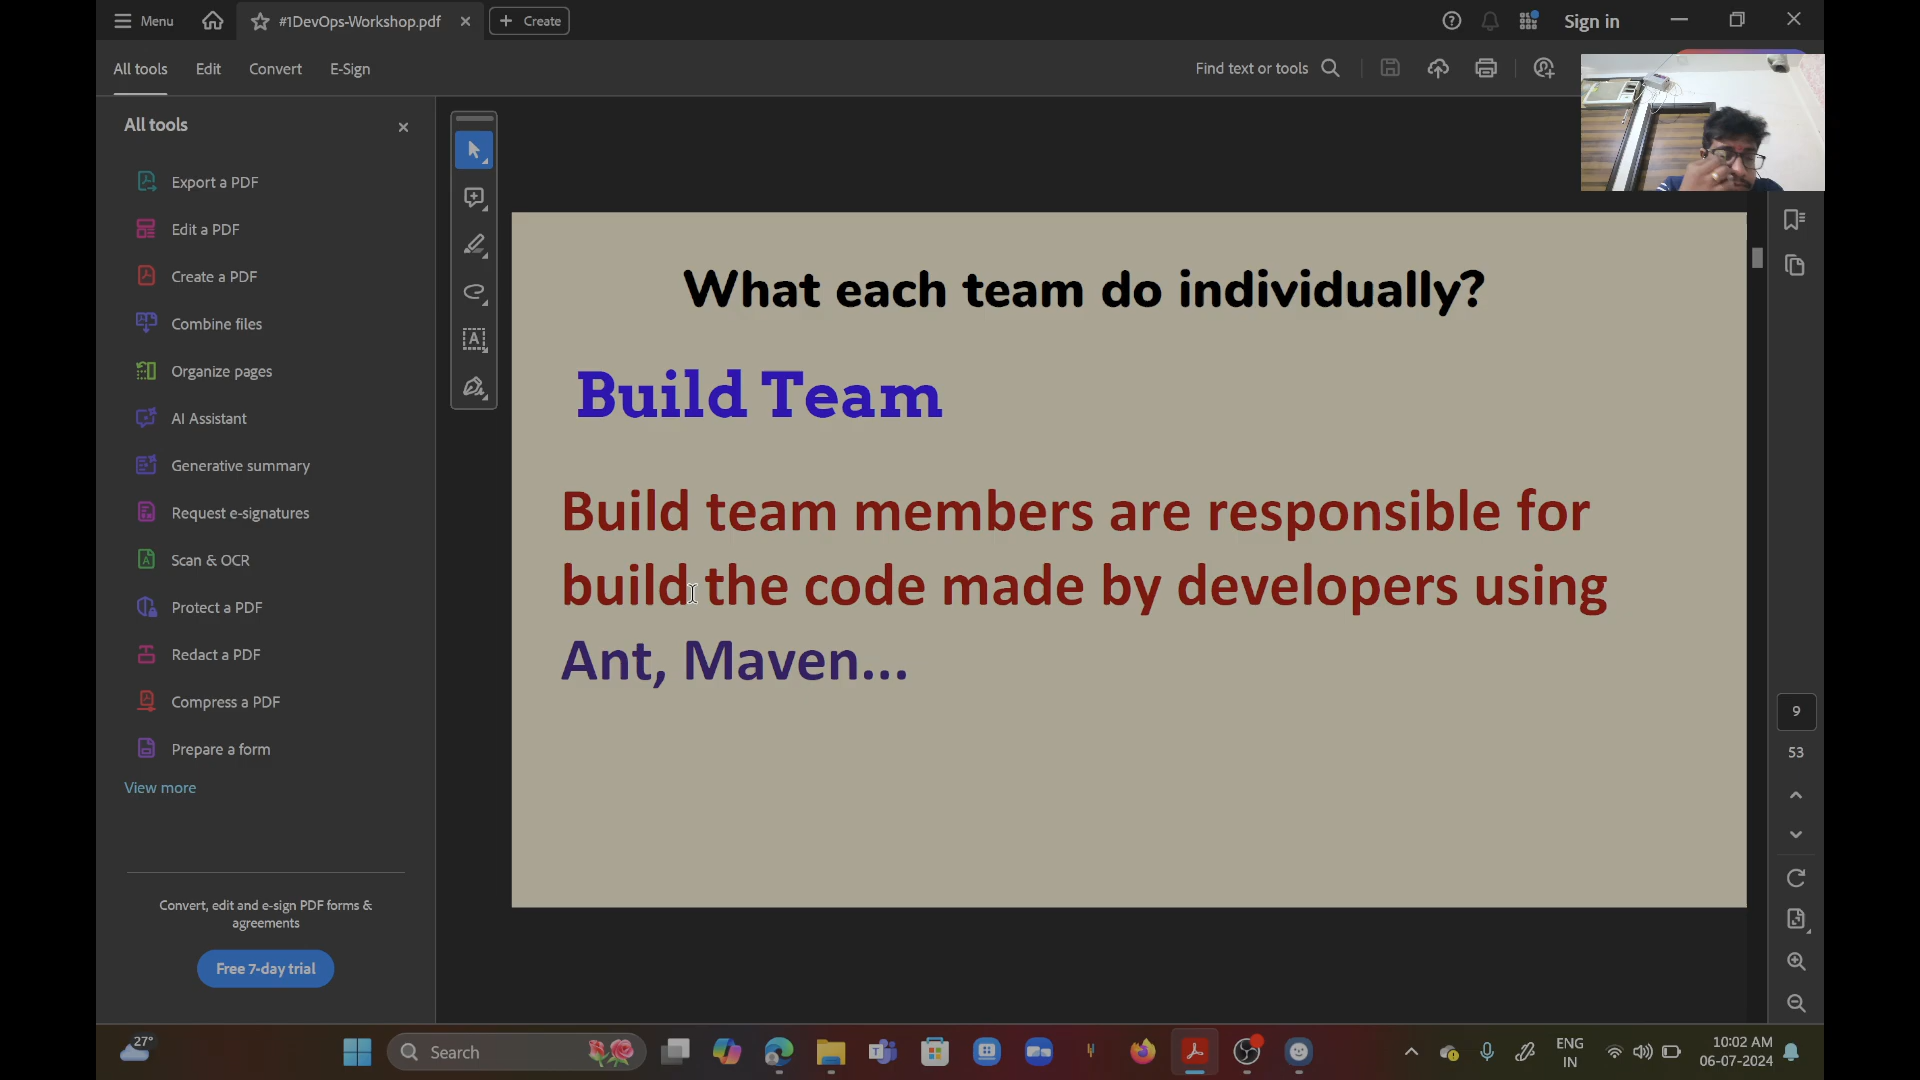 Menu
#1DevOps-Workshop.pdf
Create
Sign in
All tools
Edit
Convert
E-Sign
Find text or tools
All tools
Export a PDF
Edit a PDF
Create a PDF
Combine files
Organize pages
AI Assistant
Generative summary
Request e-signatures
Scan & OCR
Protect a PDF
Redact a PDF
Compress a PDF
Prepare a form
View more
Convert, edit and e-sign PDF forms &
agreements
Free 7-day trial
What each team do individually?
Build Team
Build team members are responsible for
build the code made by developers using
Ant, Maven...
9
53
27°
Search
ENG
IN
10:02 AM
06-07-2024